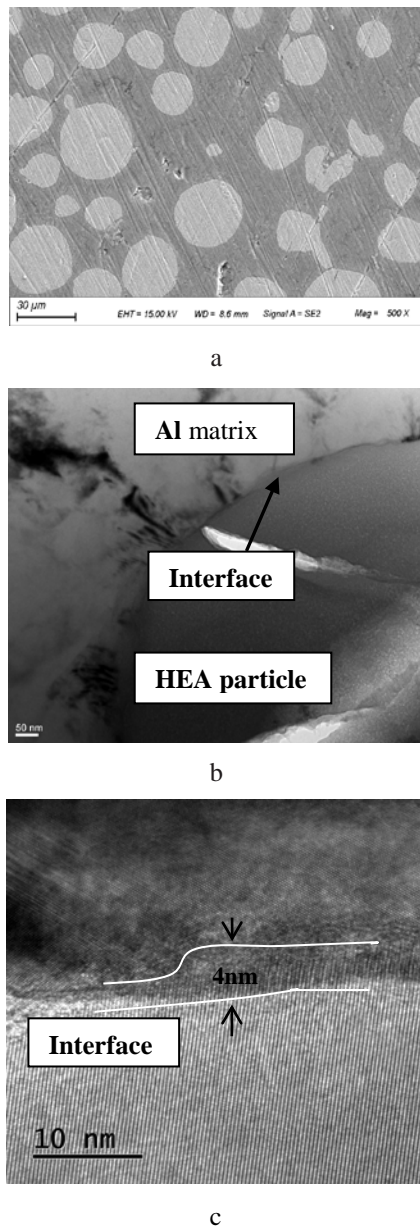 30 µm
EHT = 15.00 kV WD = 8.6 mm Signal A = SE2 Mag = 500 X
a
Al matrix
Interface
HEA particle
50 nm
b
4nm
Interface
10 nm
c